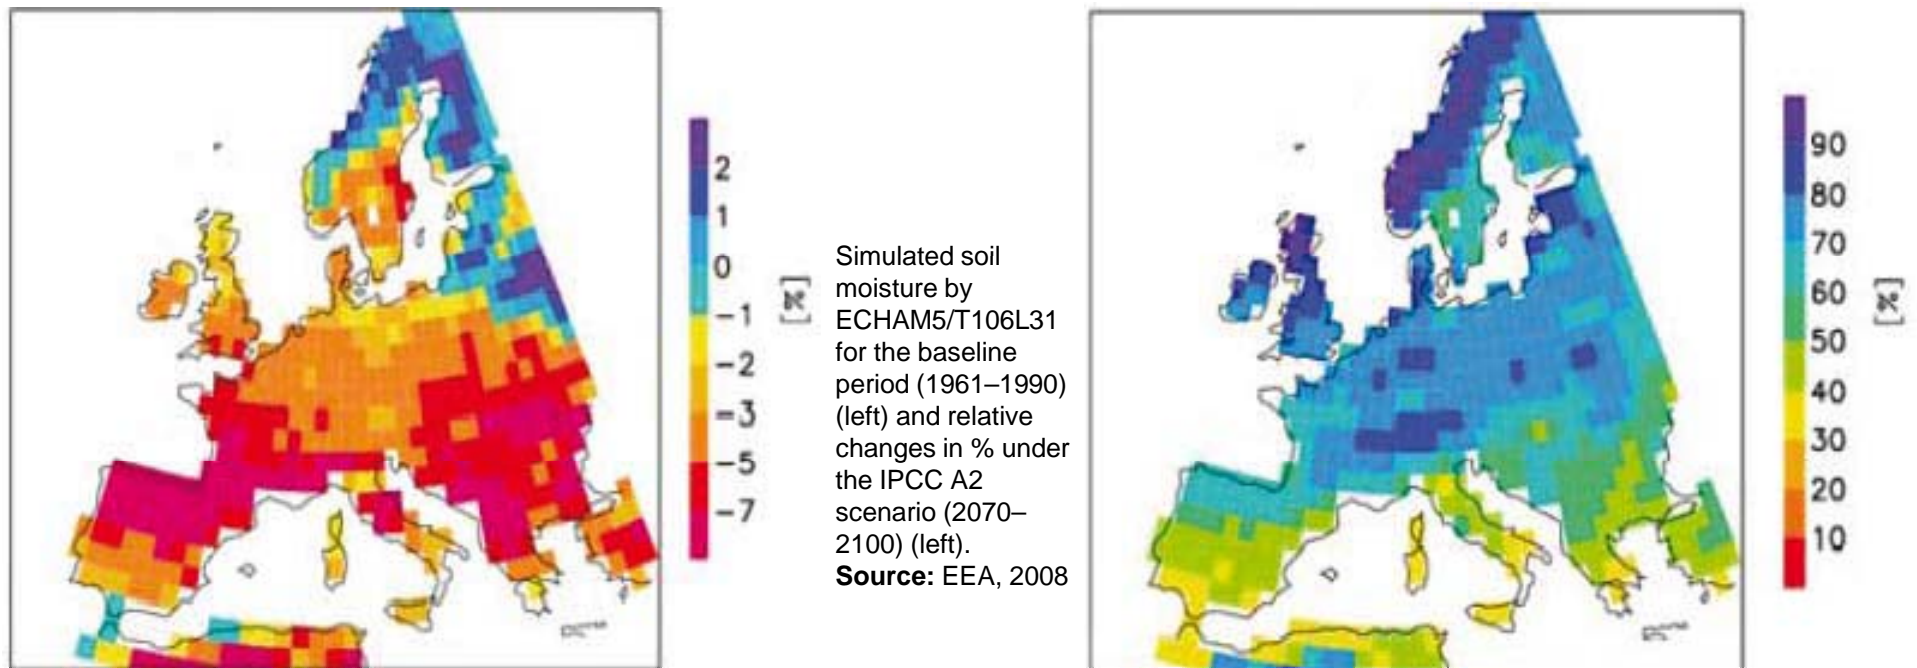 2
1
0
−1
−2
−3
−5
−7
[%]
Simulated soil
moisture by
ECHAM5/T106L31
for the baseline
period (1961–1990)
(left) and relative
changes in % under
the IPCC A2
scenario (2070–
2100) (left).
Source: EEA, 2008
90
80
70
60
50
40
30
20
10
[%]